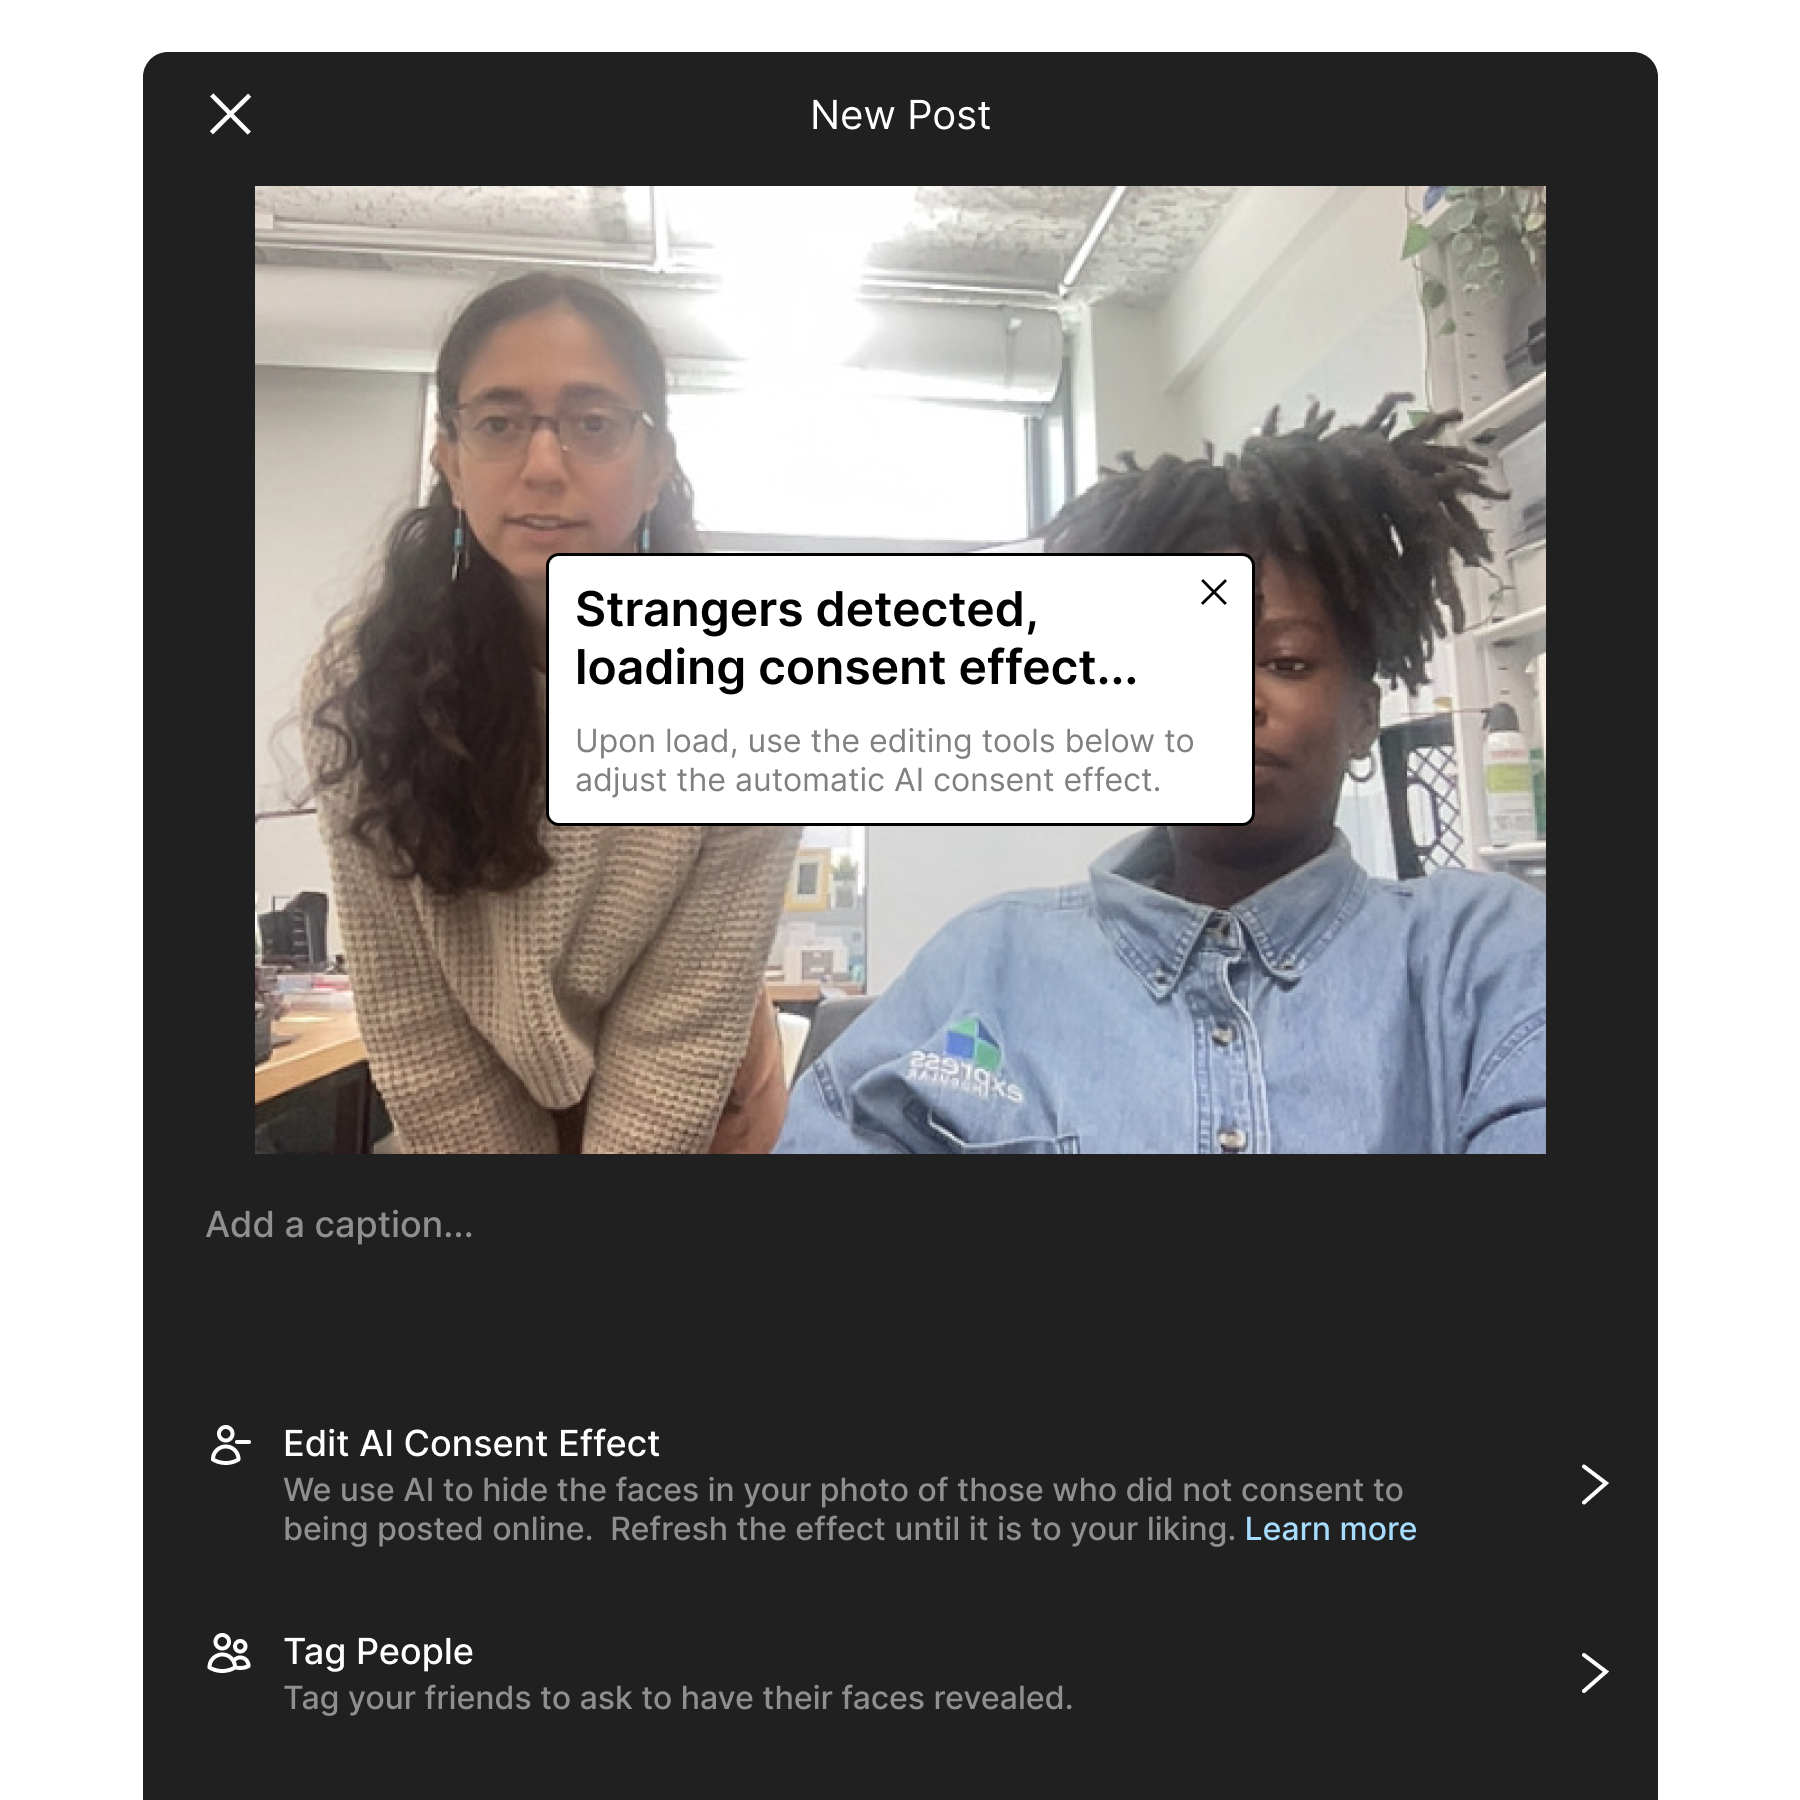 New Post
Strangers detected,
loading consent effect...
Upon load, use the editing tools below to
adjust the automatic AI consent effect.
express
Add a caption...
Edit AI Consent Effect
We use AI to hide the faces in your photo of those who did not consent to
being posted online.  Refresh the effect until it is to your liking. Learn more
Tag People
Tag your friends to ask to have their faces revealed.